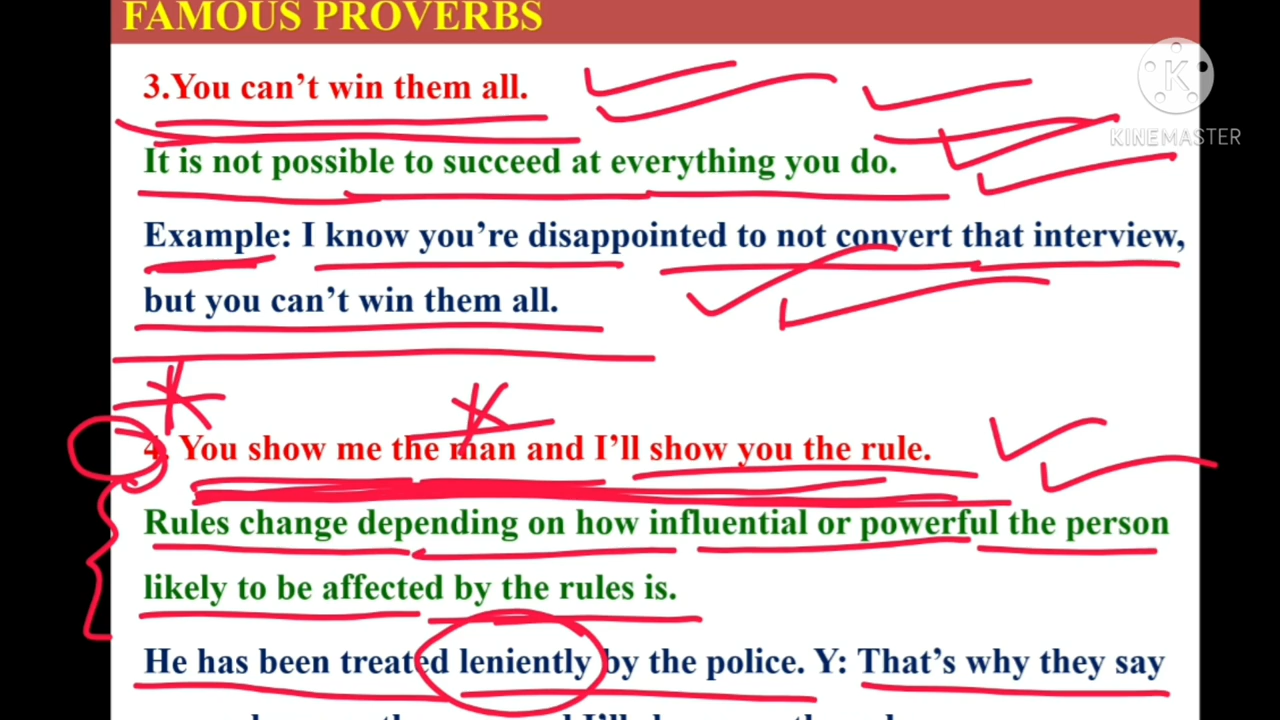 FAMOUS PROVERBS
K
KINEMASTER
3.You can't win them all.
It is not possible to succeed at everything you do.
Example: I know you're disappointed to not convert that interview,
but you can't win them all.
4. You show me the man and I'll show you the rule.
Rules change depending on how influential or powerful the person
likely to be affected by the rules is.
He has been treated leniently by the police. Y: That's why they say